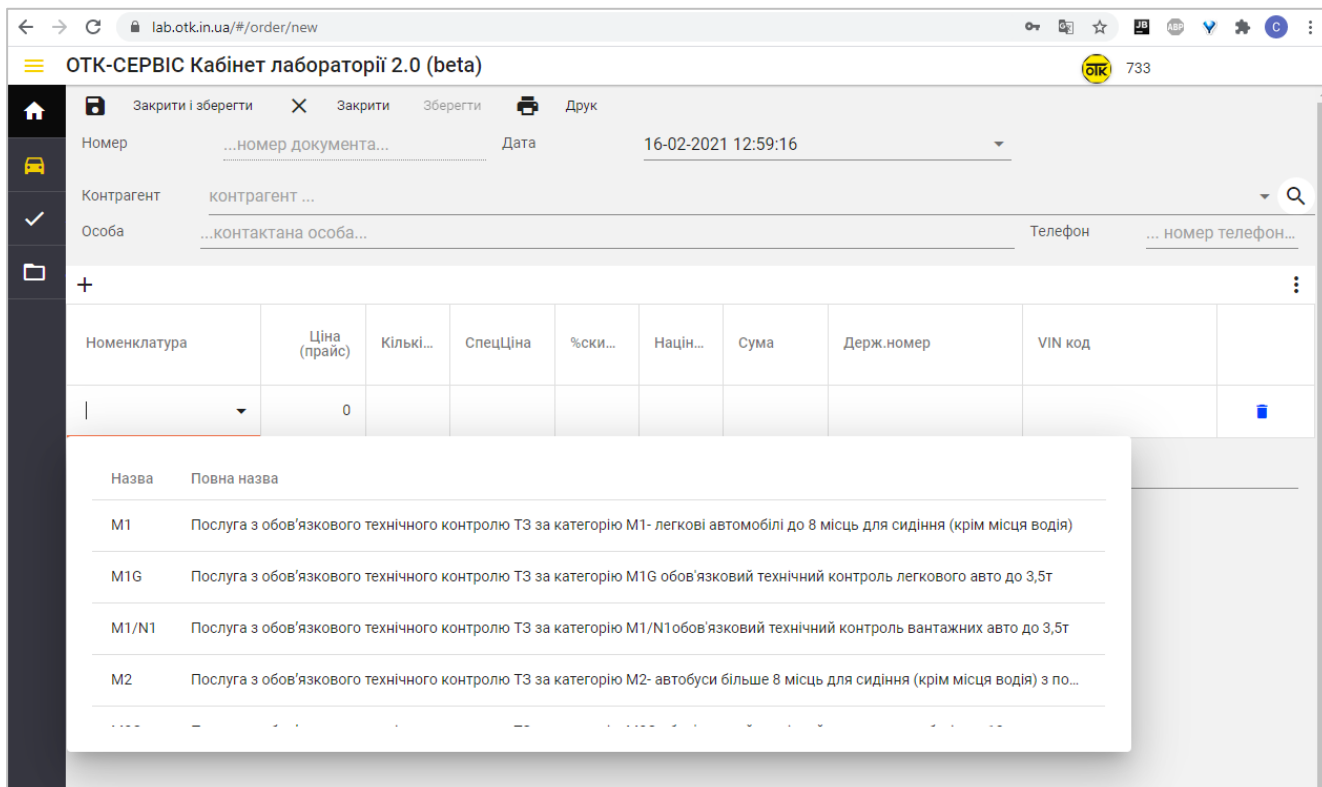 lab.otk.in.ua/#/order/new
JB ABP C
ОТК-СЕРВІС Кабінет лабораторії 2.0 (beta) ОТК 733
Закрити і зберегти Закрити Зберегти Друк
Номер ...номер документа... Дата 16-02-2021 12:59:16
Контрагент контрагент ...
Особа ...контактана особа... Телефон ... номер телефон...
+
Номенклатура Ціна (прайс) Кількі... СпецЦіна %ски... Націн... Сума Держ.номер VIN код
0
Назва Повна назва
M1 Послуга з обов'язкового технічного контролю ТЗ за категорію M1- легкові автомобілі до 8 місць для сидіння (крім місця водія)
M1G Послуга з обов'язкового технічного контролю ТЗ за категорію M1G обов'язковий технічний контроль легкового авто до 3,5т
M1/N1 Послуга з обов'язкового технічного контролю ТЗ за категорію M1/N1обов'язковий технічний контроль вантажних авто до 3,5т
M2 Послуга з обов'язкового технічного контролю ТЗ за категорію M2- автобуси більше 8 місць для сидіння (крім місця водія) з по...